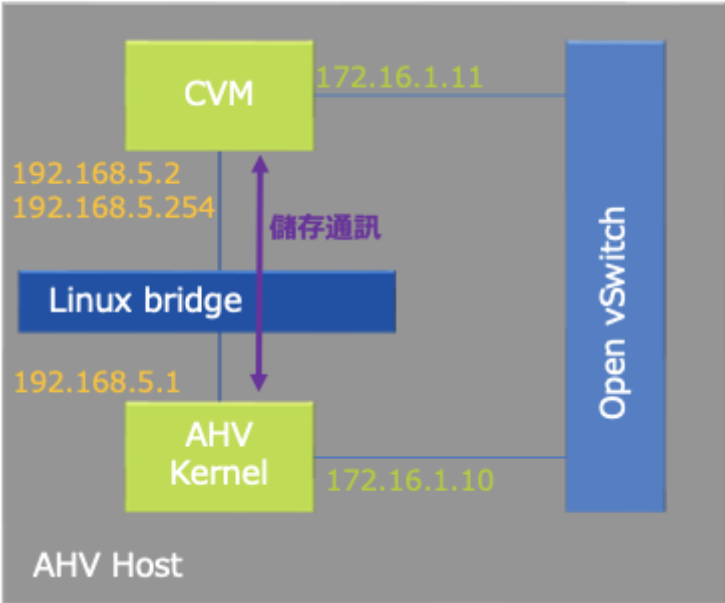 CVM
172.16.1.11
192.168.5.2
192.168.5.254
儲存通訊
Linux bridge
Open vSwitch
192.168.5.1
AHV
Kernel
172.16.1.10
AHV Host